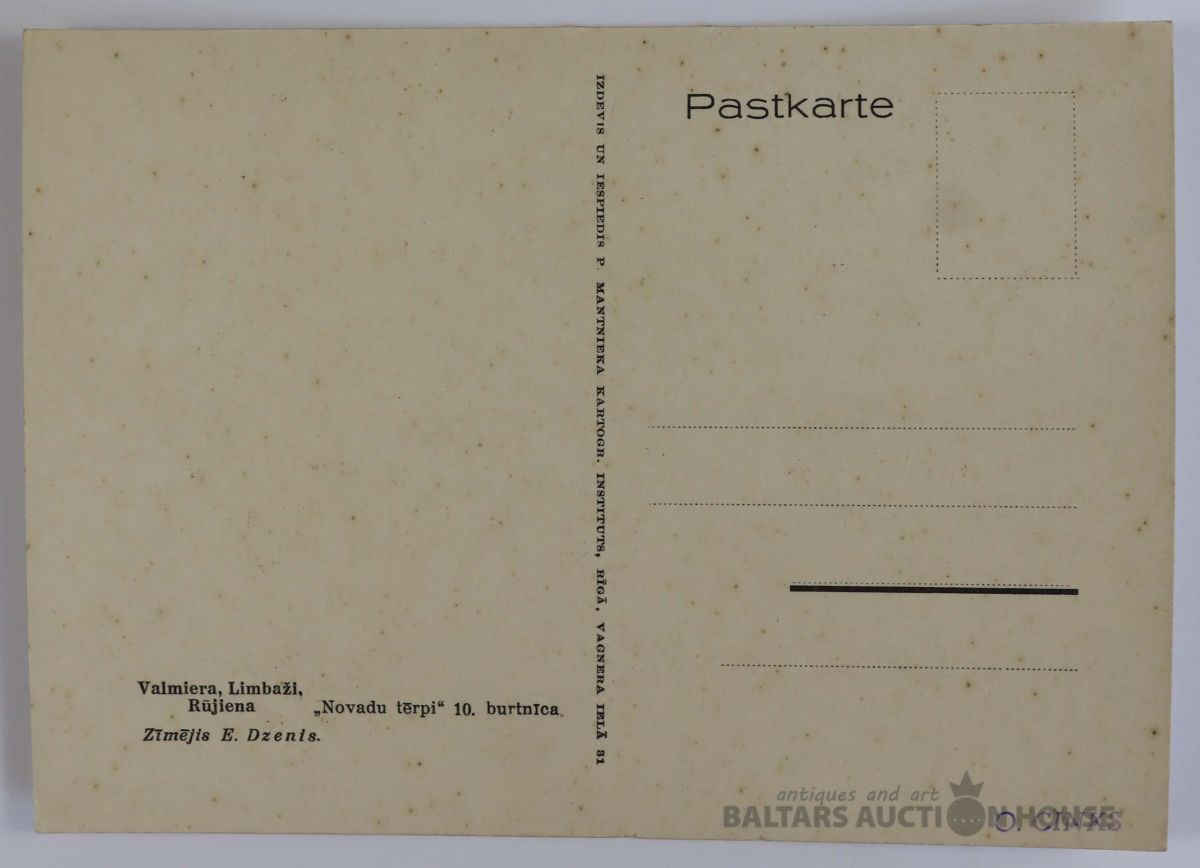 Pastkarte
IZDEVIS UN IESPIEDIS P. MANTNIEKA KARTOGR. INSTITUTS, RĪGĀ, VAGNERA IELĀ 31
Valmiera, Limbaži,
Rūjiena „Novadu tērpi“ 10. burtnīca.
Zīmējis E. Dzenis.
antiques and art
BALTARS AUCTION HOUSE
O. CINKS